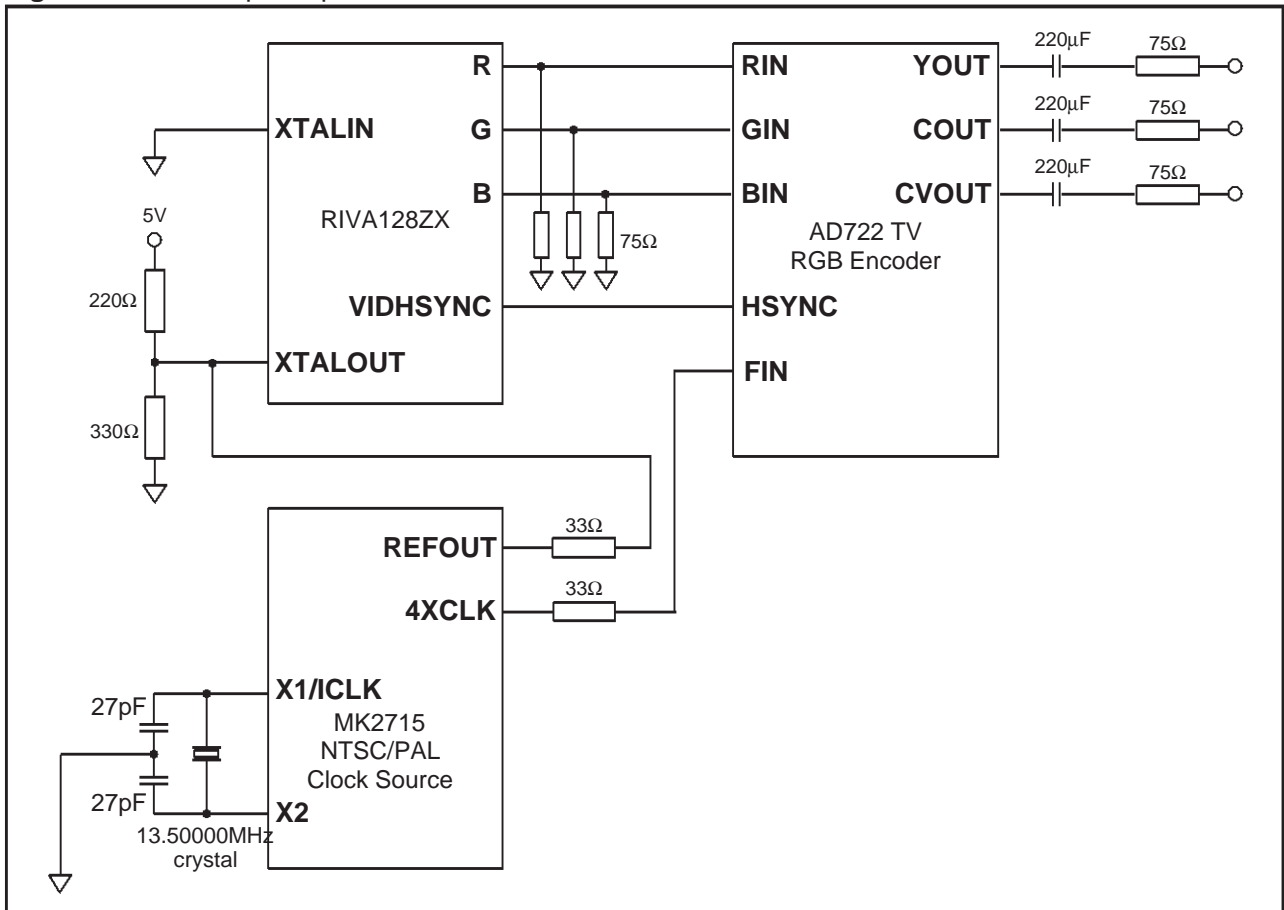 220μF
75Ω
R
RIN
YOUT
220μF
75Ω
XTALIN
G
GIN
COUT
220μF
75Ω
B
BIN
CVOUT
5V
RIVA128ZX
75Ω
AD722 TV
RGB Encoder
220Ω
VIDHSYNC
HSYNC
XTALOUT
FIN
330Ω
33Ω
REFOUT
33Ω
4XCLK
X1/ICLK
27pF
MK2715
NTSC/PAL
Clock Source
27pF
X2
13.50000MHz
crystal